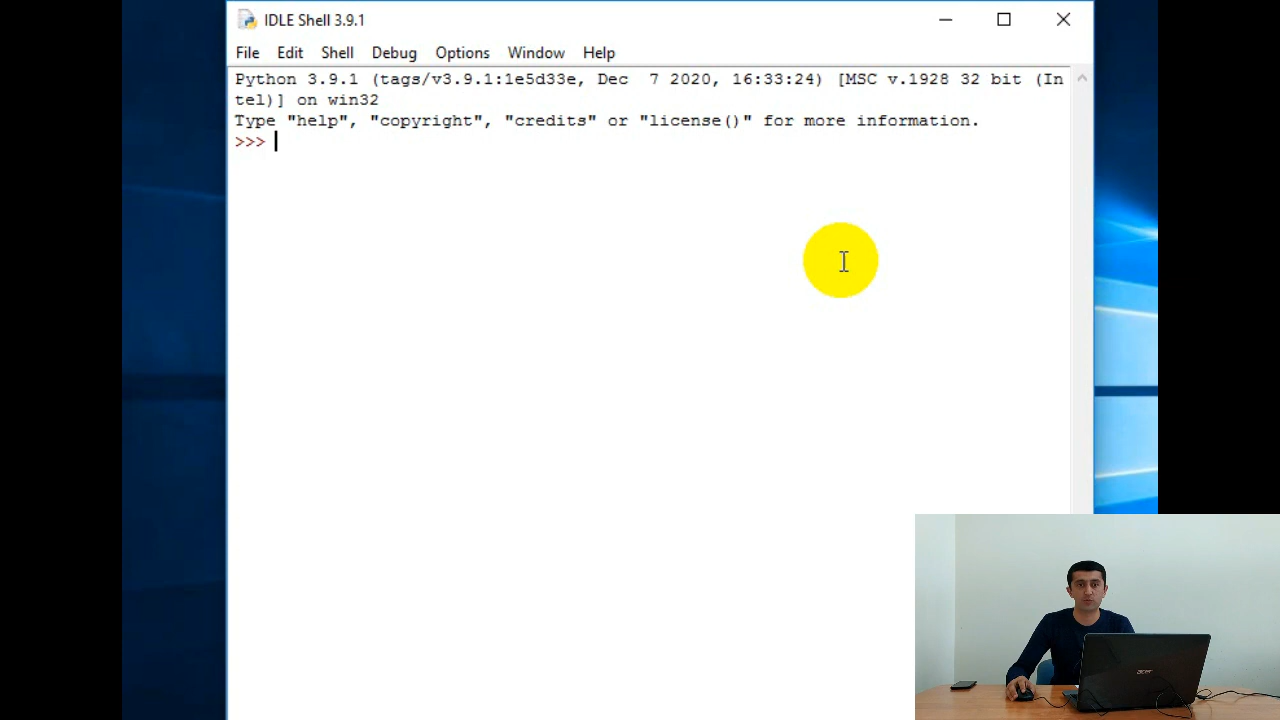 IDLE Shell 3.9.1
File Edit Shell Debug Options Window Help
Python 3.9.1 (tags/v3.9.1:1e5d33e, Dec  7 2020, 16:33:24) [MSC v.1928 32 bit (In
tel)] on win32
Type "help", "copyright", "credits" or "license()" for more information.
>>>
acer